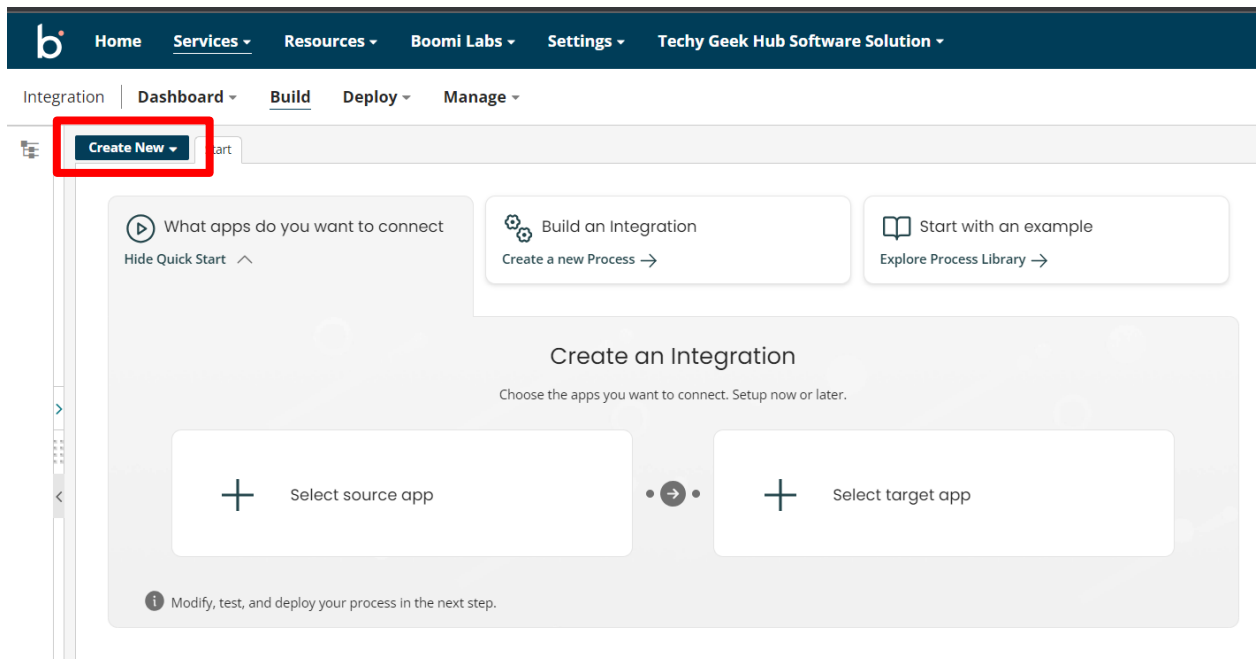 b Home Services Resources Boomi Labs Settings Techy Geek Hub Software Solution
Integration Dashboard Build Deploy Manage
Create New
What apps do you want to connect
Hide Quick Start
Build an Integration
Create a new Process →
Start with an example
Explore Process Library →
Create an Integration
Choose the apps you want to connect. Setup now or later.
Select source app
Select target app
Modify, test, and deploy your process in the next step.